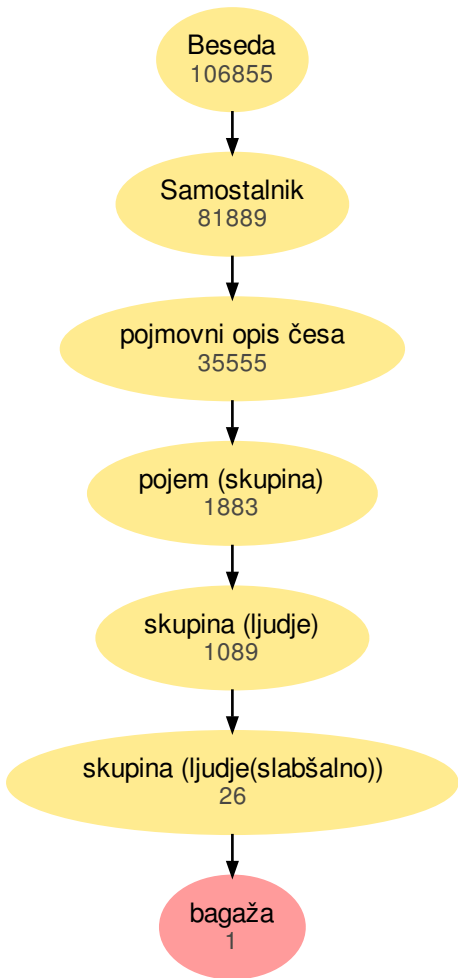 Beseda
106855
Samostalnik
81889
pojmovni opis česa
35555
pojem (skupina)
1883
skupina (ljudje)
1089
skupina (ljudje(slabšalno))
26
bagaža
1